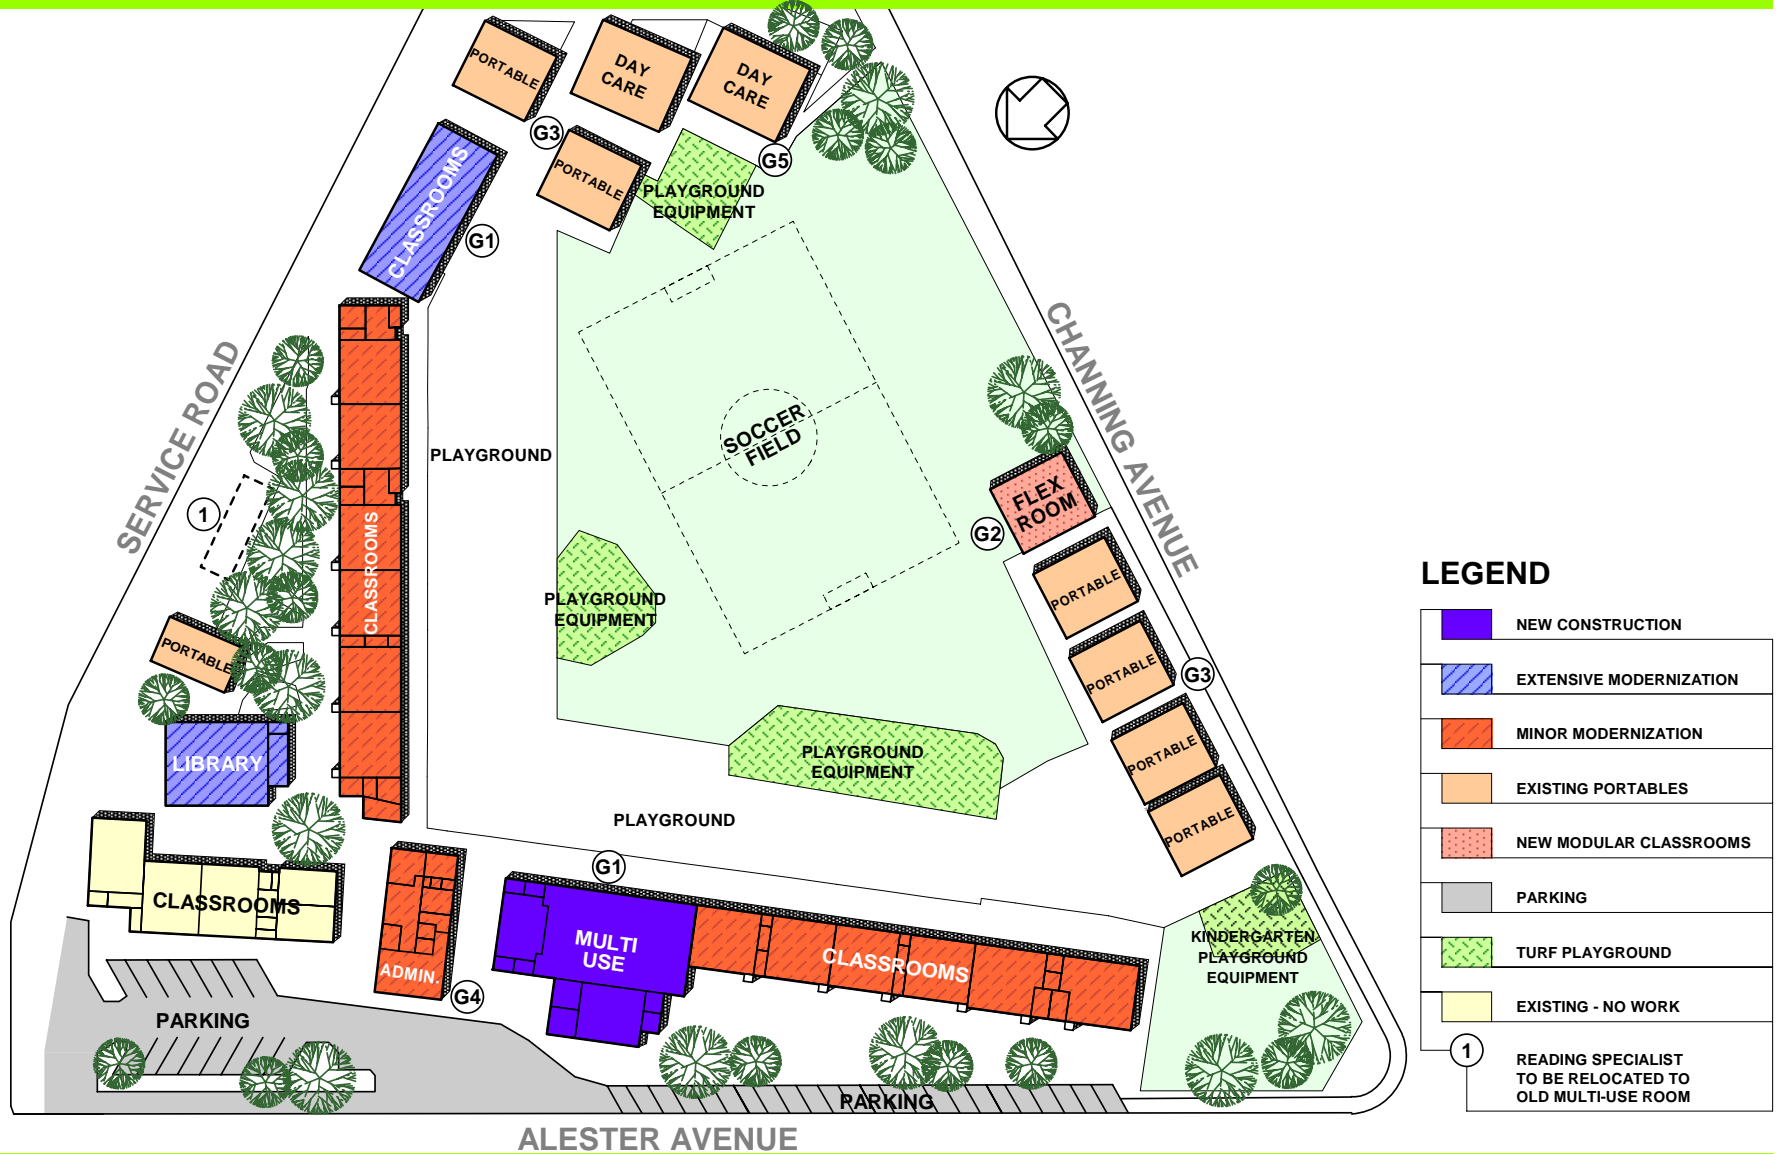 PORTABLE
DAY
CARE
DAY
CARE
G3
G5
PORTABLE
PLAYGROUND
EQUIPMENT
CLASSROOMS
G1
SERVICE ROAD
CHANNING AVENUE
PLAYGROUND
SOCCER
FIELD
1
CLASSROOMS
FLEX
ROOM
G2
PORTABLE
PLAYGROUND
EQUIPMENT
PORTABLE
G3
PORTABLE
PORTABLE
PORTABLE
LIBRARY
PLAYGROUND
EQUIPMENT
PLAYGROUND
G1
CLASSROOMS
ADMIN.
G4
MULTI
USE
CLASSROOMS
KINDERGARTEN
PLAYGROUND
EQUIPMENT
PARKING
PARKING
ALESTER AVENUE
LEGEND
NEW CONSTRUCTION
EXTENSIVE MODERNIZATION
MINOR MODERNIZATION
EXISTING PORTABLES
NEW MODULAR CLASSROOMS
PARKING
TURF PLAYGROUND
EXISTING - NO WORK
1
READING SPECIALIST
TO BE RELOCATED TO
OLD MULTI-USE ROOM